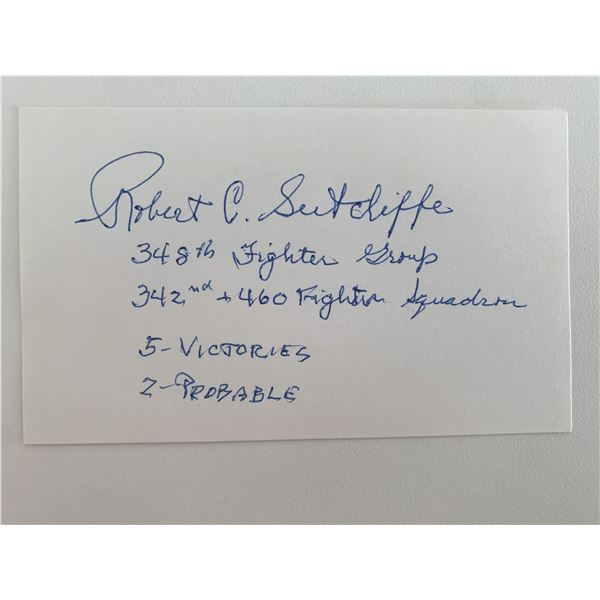 Robert C. Sutcliffe
348th Fighter Group
342nd + 460 Fighter Squadron
5-VICTORIES
2-PROBABLE